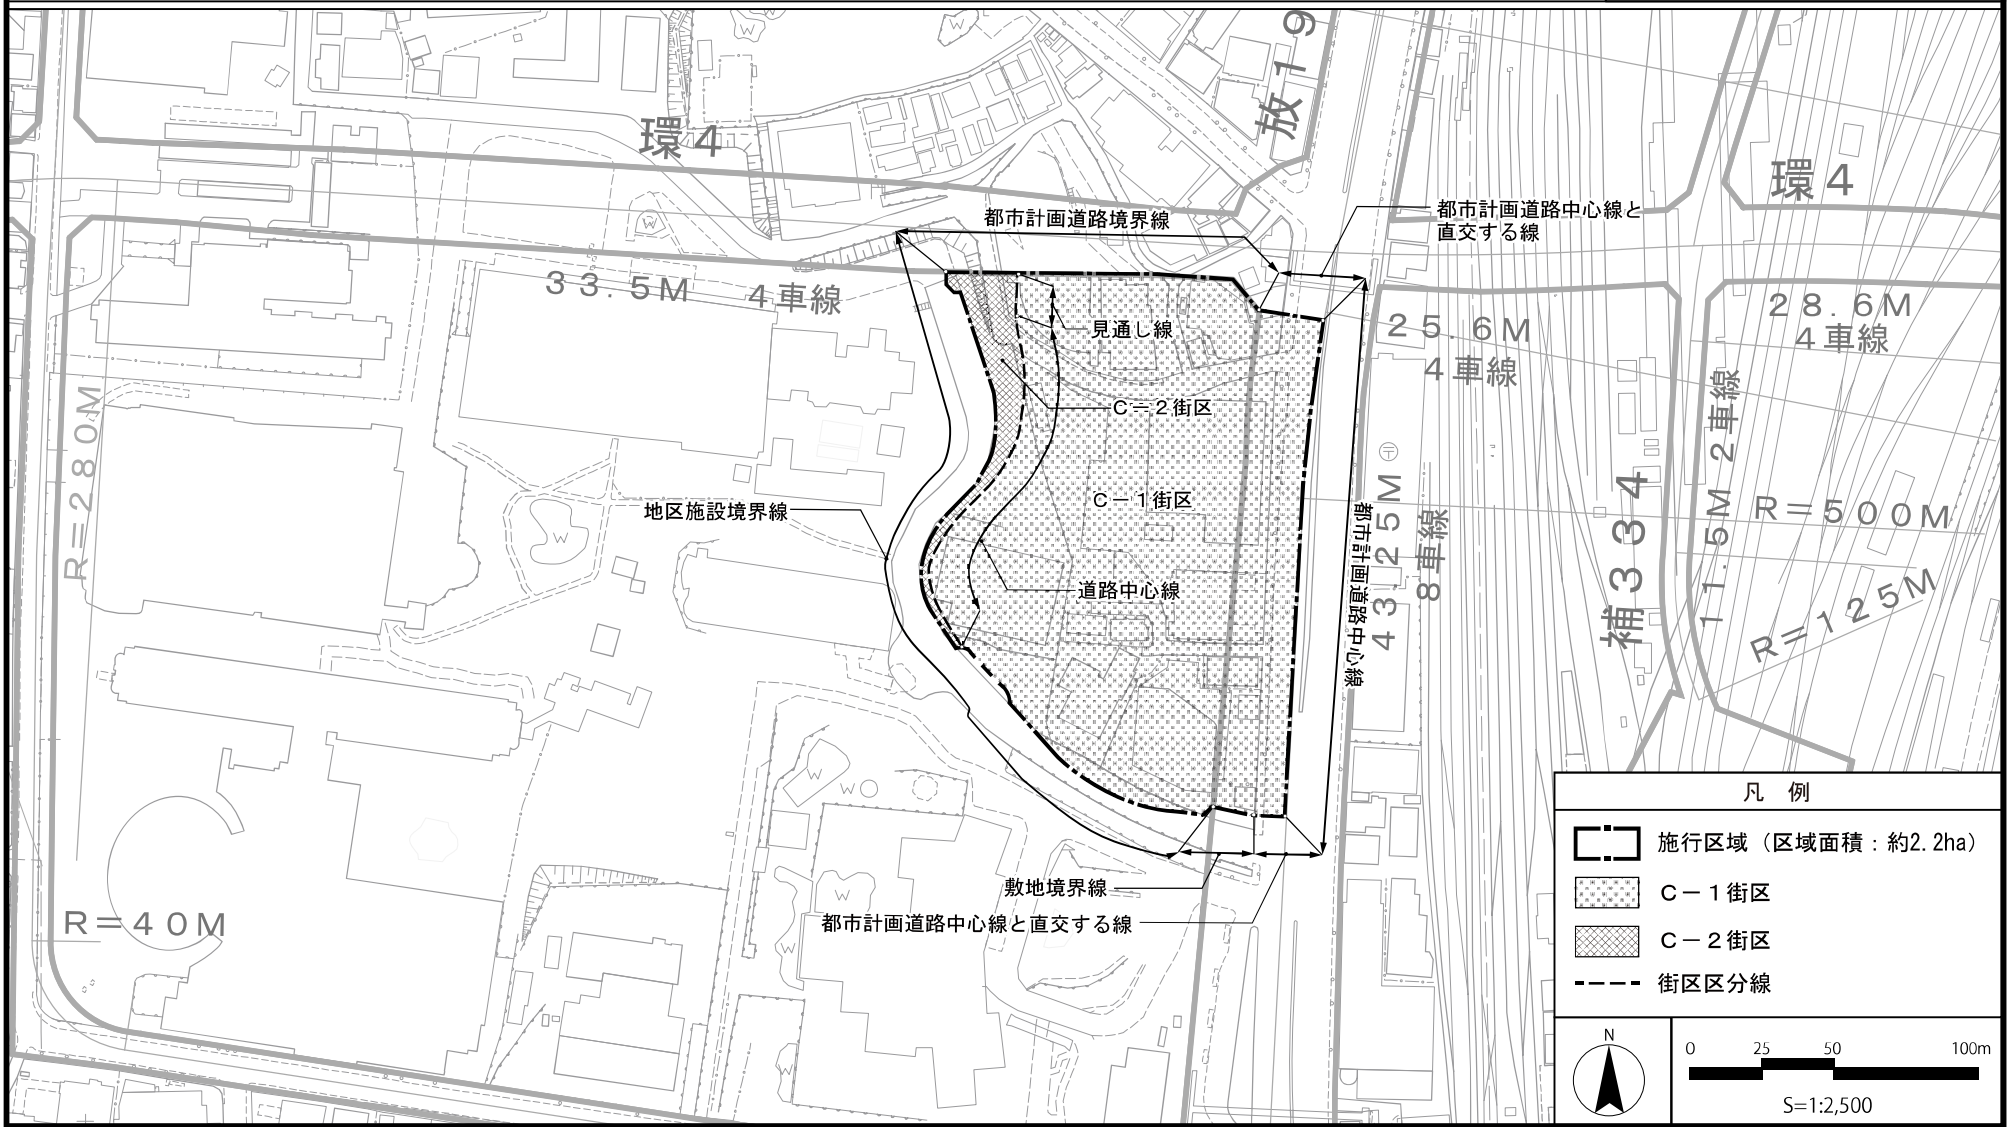 放19
環4
環4
都市計画道路境界線
都市計画道路中心線と
直交する線
33.5M 4車線
28.6M
4車線
25.6M
4車線
見通し線
C－2街区
R=280M
11.5M 2車線
C－1街区
地区施設境界線
都市計画道路中心線
43.25M
8車線
補334
R=500M
道路中心線
R=125M
敷地境界線
都市計画道路中心線と直交する線
R=40M
凡 例
施行区域（区域面積：約2.2ha）
C－1街区
C－2街区
街区区分線
N
0 25 50 100m
S=1:2,500
W
W
W
W
W
W
W
W
W